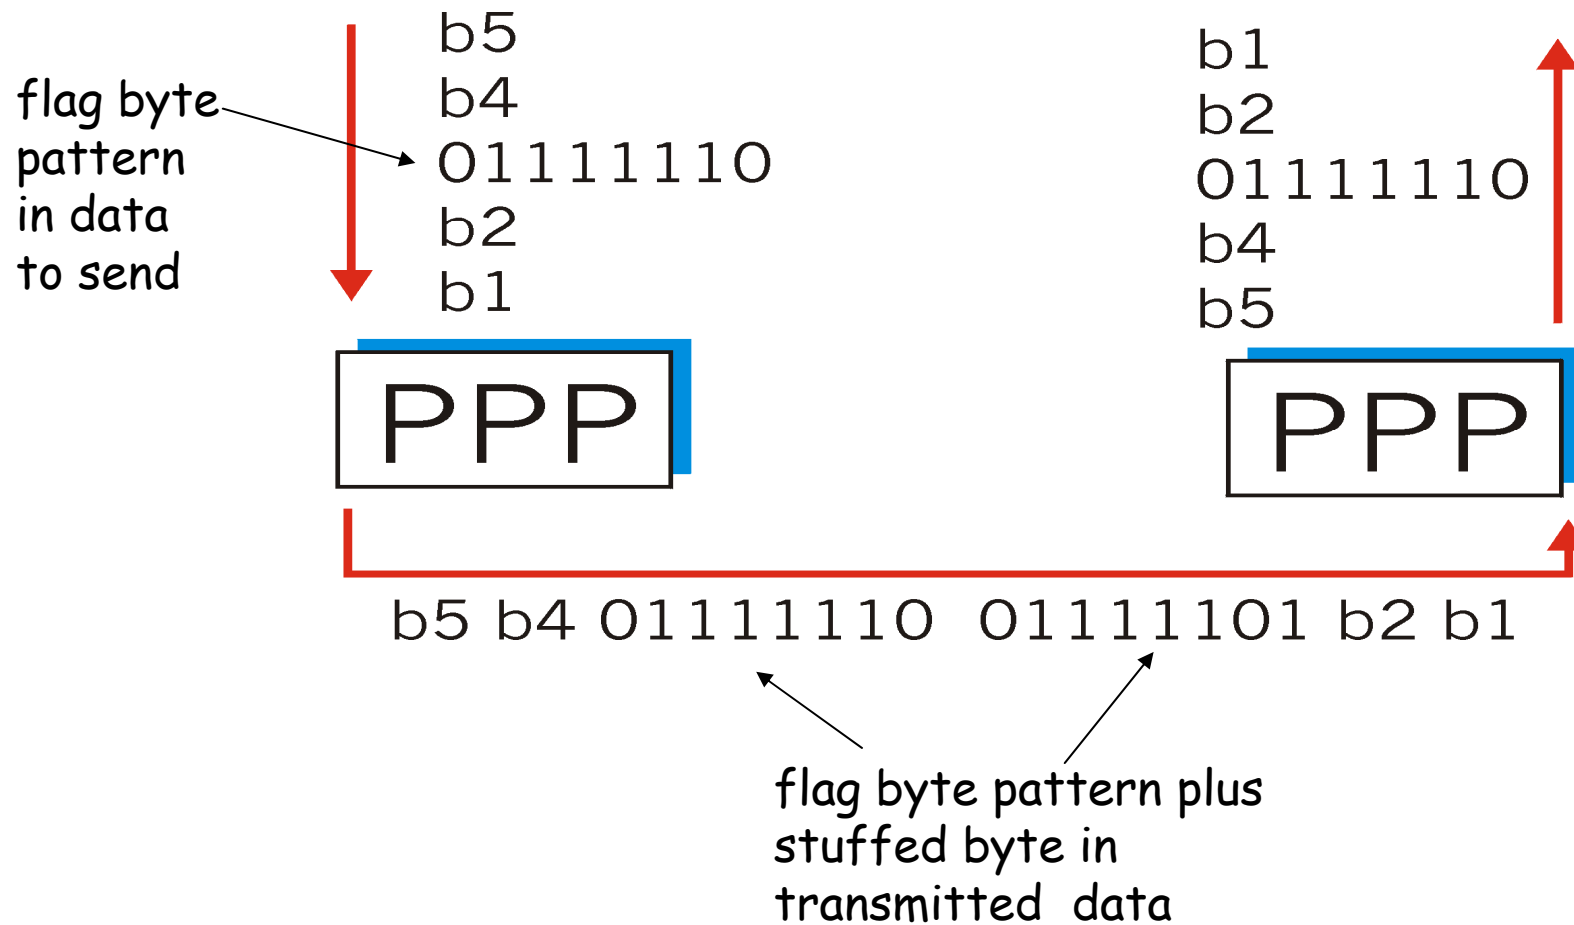 b5
b4
flag byte
pattern
in data
to send
01111110
b2
b1
b1
b2
01111110
b4
b5
PPP
PPP
b5 b4 01111110 01111101 b2 b1
flag byte pattern plus
stuffed byte in
transmitted data